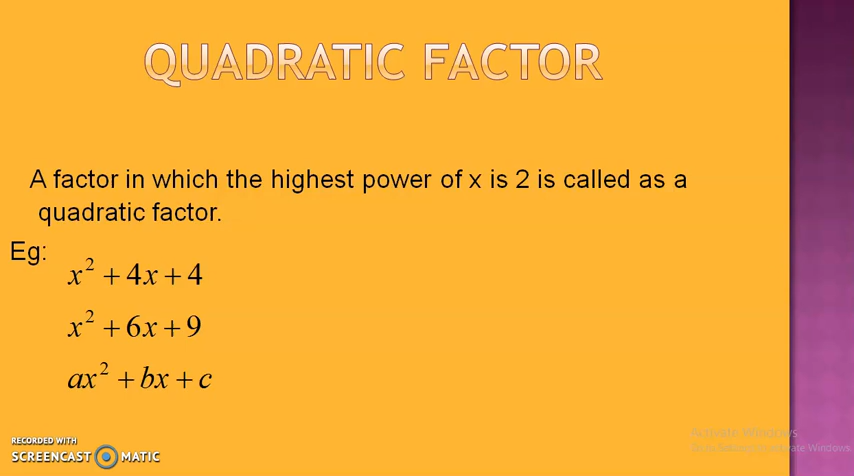 QUADRATIC FACTOR
A factor in which the highest power of x is 2 is called as a
quadratic factor.
Eg:
x² + 4x + 4
x² + 6x + 9
ax² + bx + c
RECORDED WITH
SCREENCAST MATIC
Activate Windows